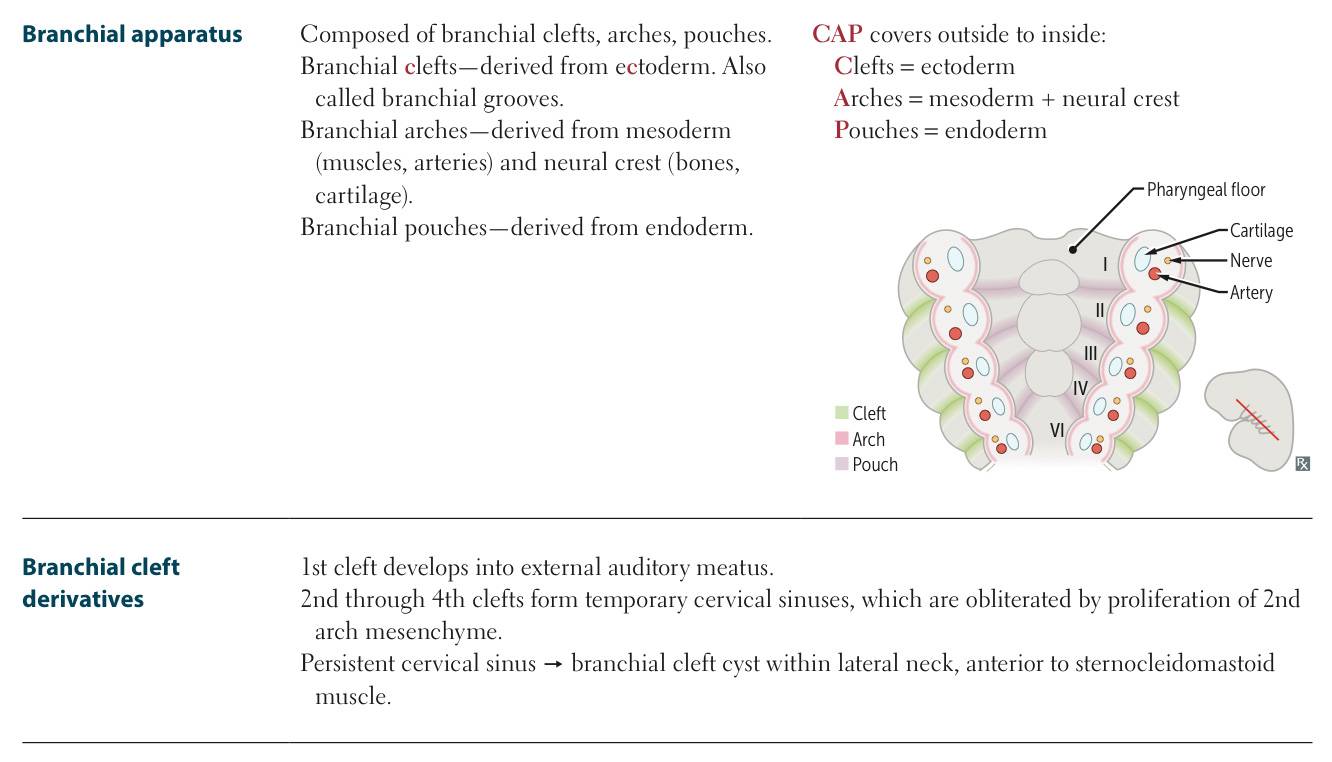 Branchial apparatus
Composed of branchial clefts, arches, pouches.
Branchial clefts—derived from ectoderm. Also
called branchial grooves.
Branchial arches—derived from mesoderm
(muscles, arteries) and neural crest (bones,
cartilage).
Branchial pouches—derived from endoderm.
CAP covers outside to inside:
Clefts = ectoderm
Arches = mesoderm + neural crest
Pouches = endoderm
Pharyngeal floor
Cartilage
Nerve
Artery
I
II
III
IV
VI
Cleft
Arch
Pouch
Rx
Branchial cleft
derivatives
1st cleft develops into external auditory meatus.
2nd through 4th clefts form temporary cervical sinuses, which are obliterated by proliferation of 2nd
arch mesenchyme.
Persistent cervical sinus → branchial cleft cyst within lateral neck, anterior to sternocleidomastoid
muscle.